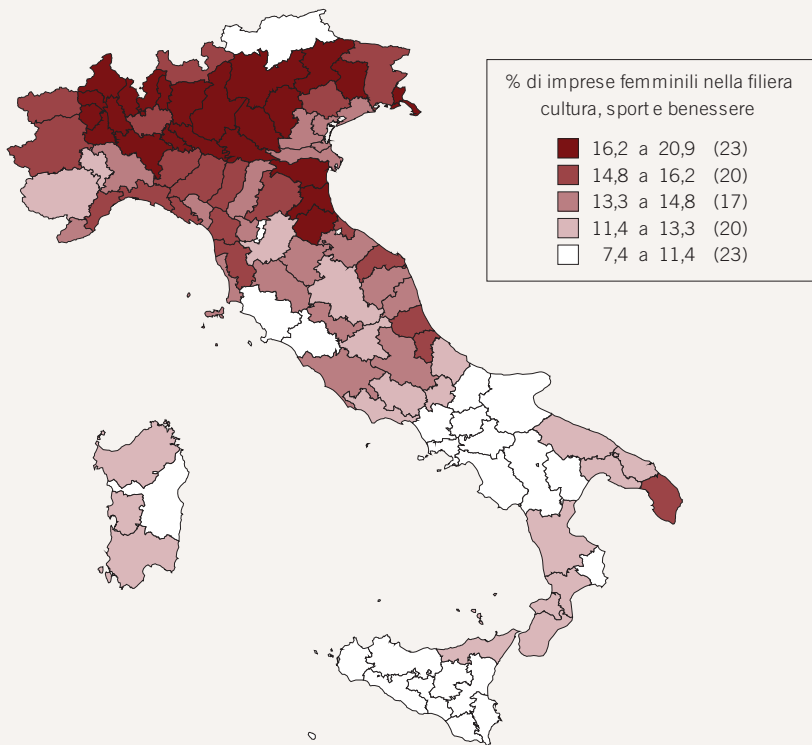 % di imprese femminili nella filiera
cultura, sport e benessere
16,2 a 20,9 (23)
14,8 a 16,2 (20)
13,3 a 14,8 (17)
11,4 a 13,3 (20)
7,4 a 11,4 (23)